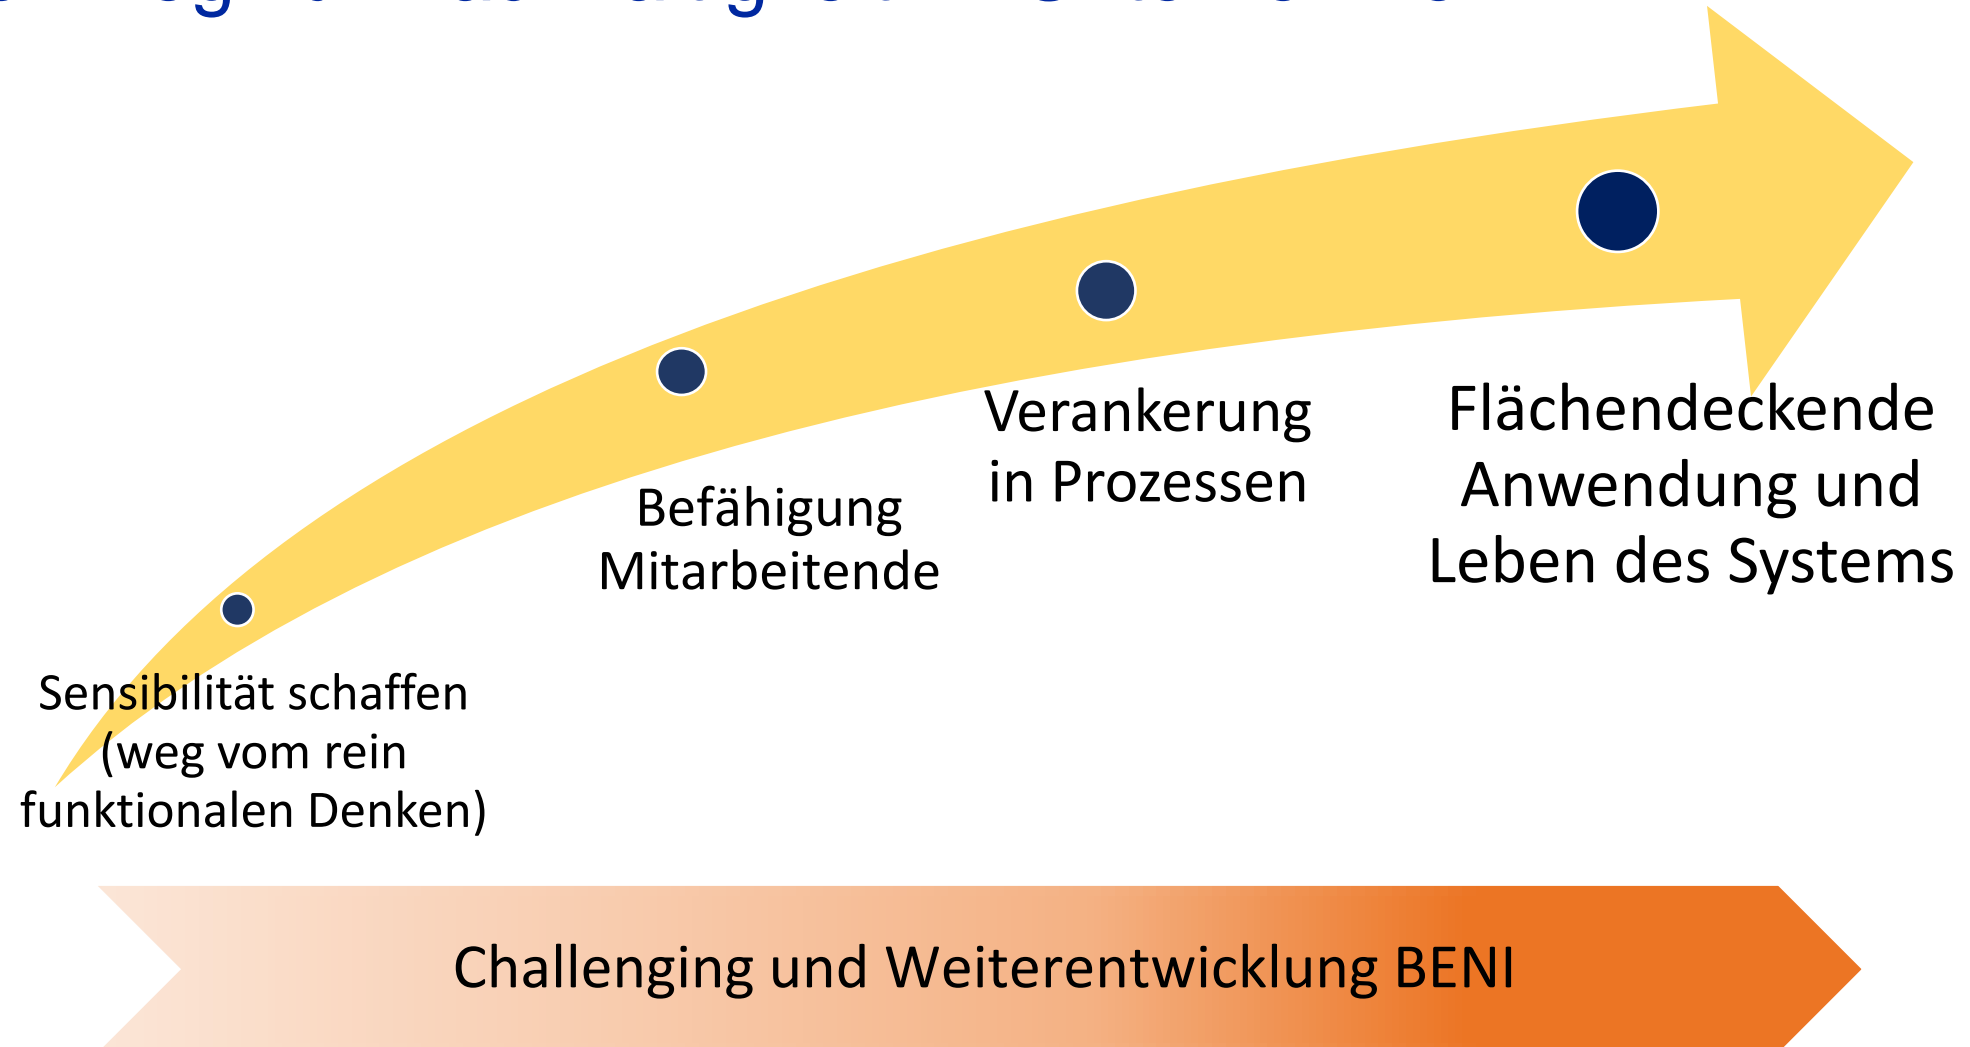 Flächendeckende
Anwendung und
Leben des Systems
Verankerung
in Prozessen
Befähigung
Mitarbeitende
Sensibilität schaffen
(weg vom rein
funktionalen Denken)
Challenging und Weiterentwicklung BENI